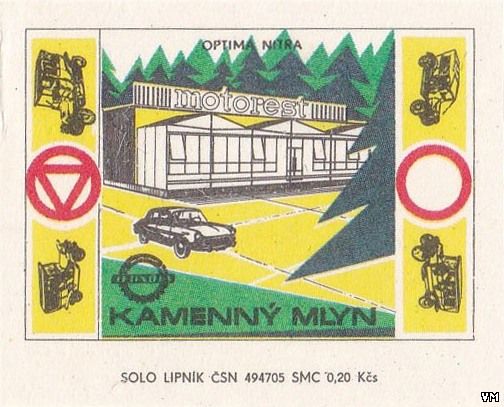 OPTIMA NITRA
motorest
KAMENNÝ MLYN
SOLO LIPNÍK ČSN 494705 SMC 0,20 Kčs
VM